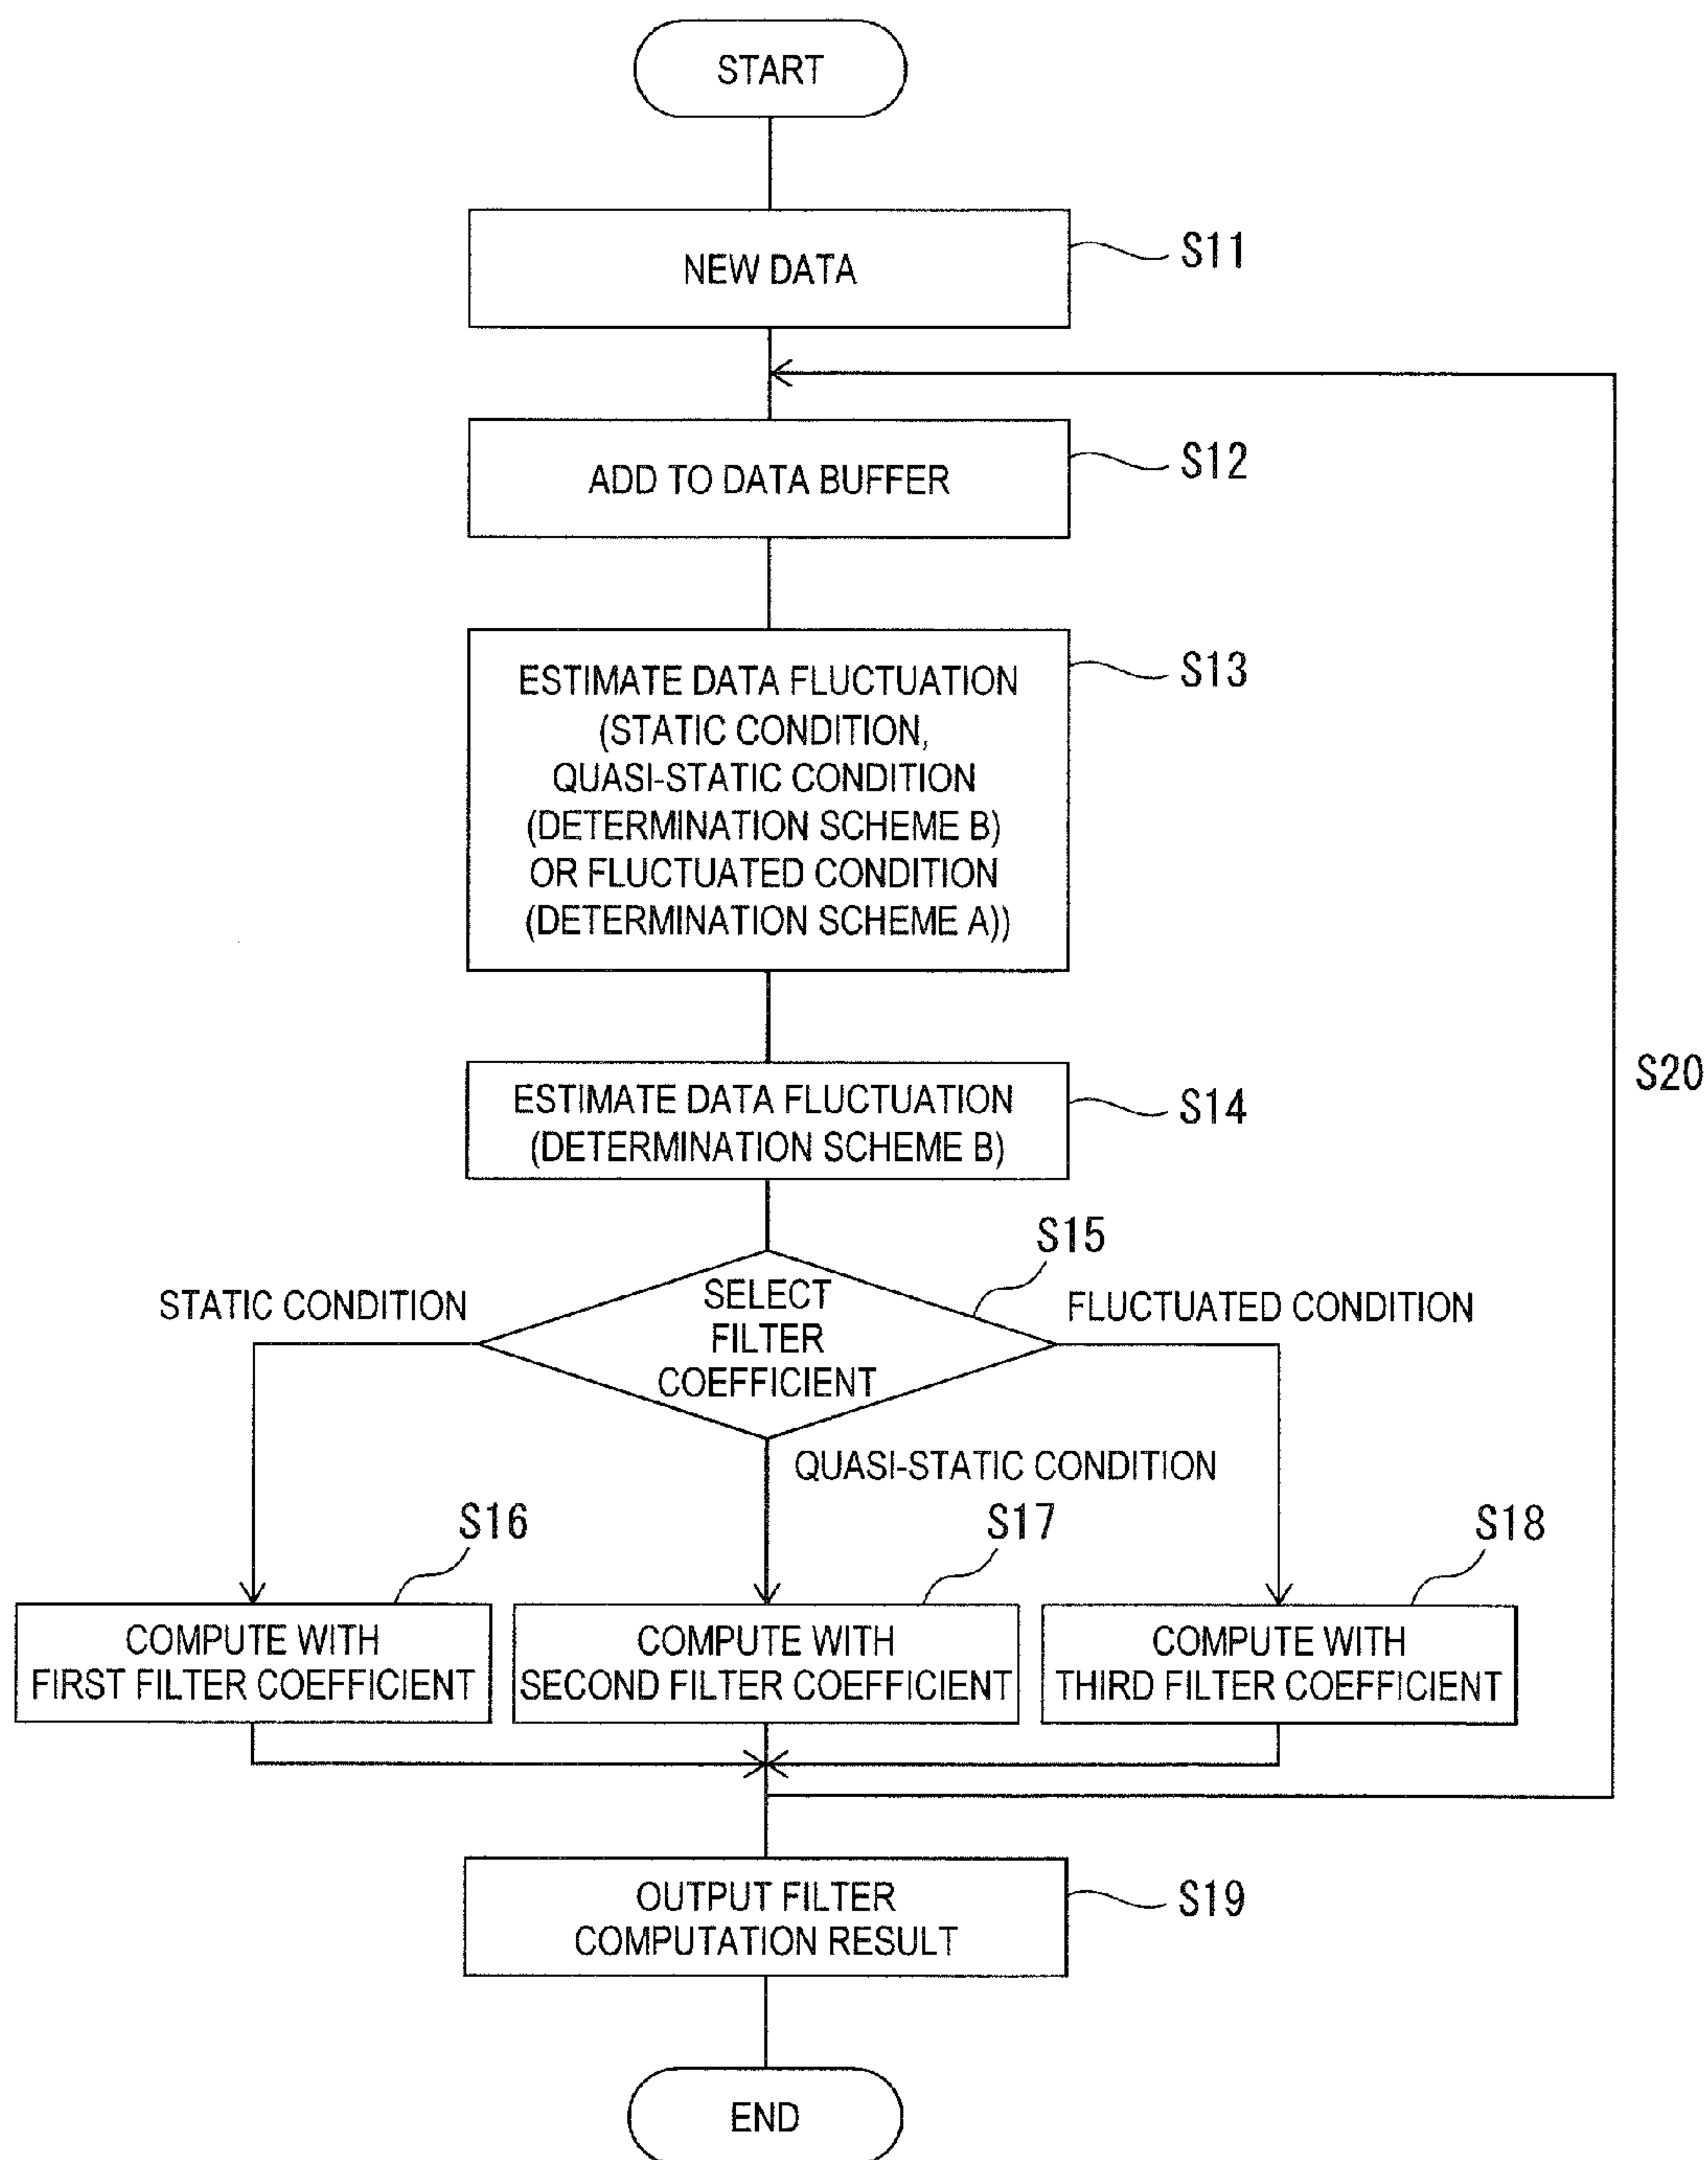 START
NEW DATA
S11
ADD TO DATA BUFFER
S12
ESTIMATE DATA FLUCTUATION
(STATIC CONDITION,
QUASI-STATIC CONDITION
(DETERMINATION SCHEME B)
OR FLUCTUATED CONDITION
(DETERMINATION SCHEME A))
S13
S20
ESTIMATE DATA FLUCTUATION
(DETERMINATION SCHEME B)
S14
S15
STATIC CONDITION
SELECT
FILTER
COEFFICIENT
FLUCTUATED CONDITION
QUASI-STATIC CONDITION
S16
S17
S18
COMPUTE WITH
FIRST FILTER COEFFICIENT
COMPUTE WITH
SECOND FILTER COEFFICIENT
COMPUTE WITH
THIRD FILTER COEFFICIENT
OUTPUT FILTER
COMPUTATION RESULT
S19
END